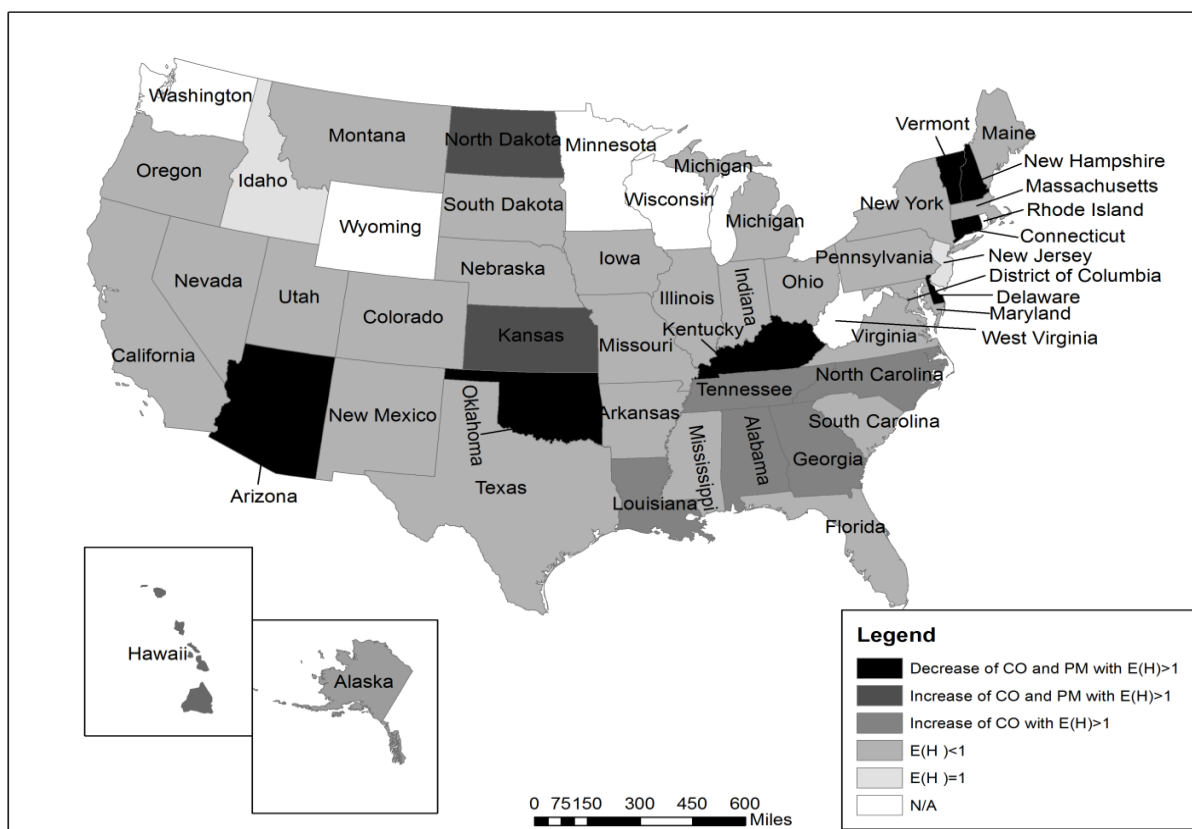 Washington
Montana
North Dakota
Minnesota
Vermont
Maine
Michigan
New Hampshire
Oregon
Idaho
Massachusetts
South Dakota
Wisconsin
Michigan
New York
Rhode Island
Wyoming
Connecticut
Pennsylvania
New Jersey
Nevada
Nebraska
Iowa
District of Columbia
Utah
Illinois
Indiana
Ohio
Delaware
Colorado
Maryland
Kansas
Kentucky
Virginia
West Virginia
California
Missouri
North Carolina
Tennessee
New Mexico
Oklahoma
Arkansas
South Carolina
Mississippi
Alabama
Georgia
Arizona
Texas
Louisiana
Florida
Hawaii
Alaska
Legend
Decrease of CO and PM with E(H)>1
Increase of CO and PM with E(H)>1
Increase of CO with E(H)>1
E(H )<1
E(H )=1
N/A
0 75 150 300 450 600
Miles